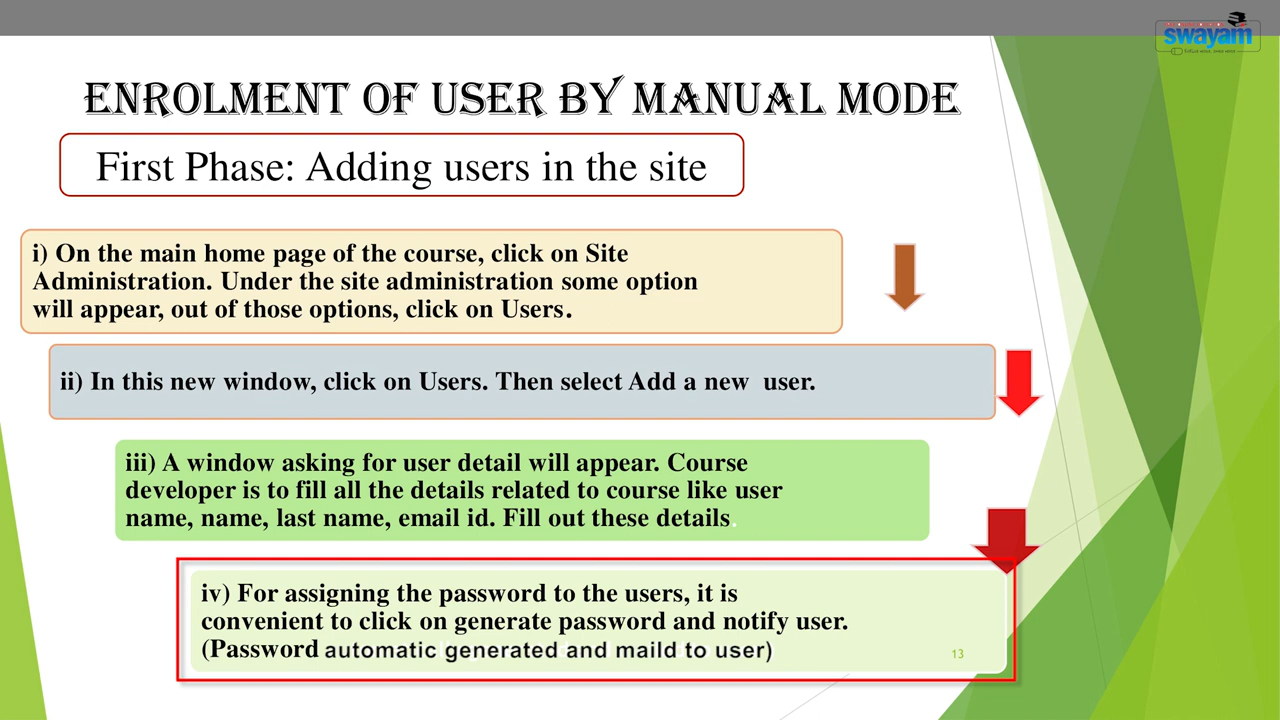 swayam
ENROLMENT OF USER BY MANUAL MODE
First Phase: Adding users in the site
i) On the main home page of the course, click on Site
Administration. Under the site administration some option
will appear, out of those options, click on Users.
ii) In this new window, click on Users. Then select Add a new user.
iii) A window asking for user detail will appear. Course
developer is to fill all the details related to course like user
name, name, last name, email id. Fill out these details.
iv) For assigning the password to the users, it is
convenient to click on generate password and notify user.
(Password automatic generated and maild to user)
13